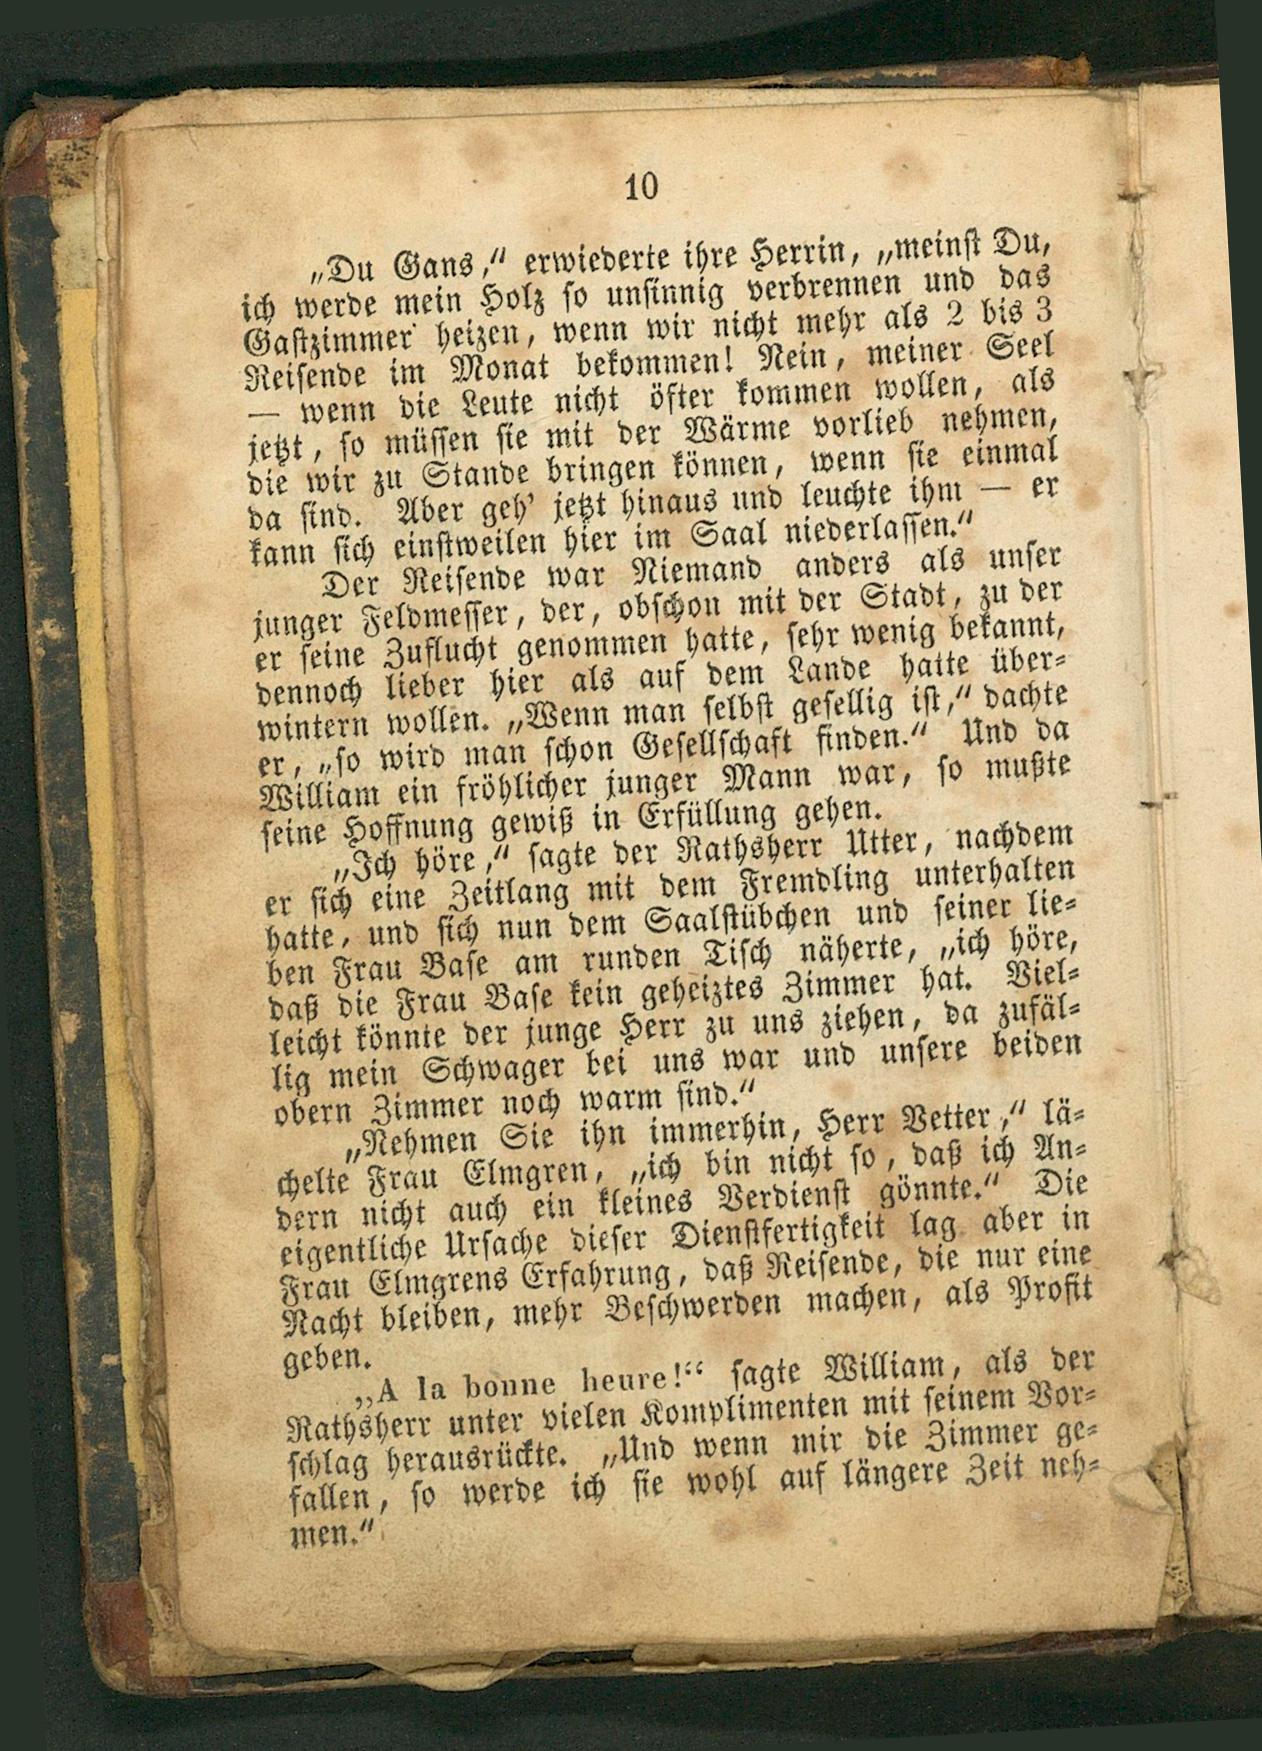 10
„Du Gans,“ erwiederte ihre Herrin, „meinst Du,
ich werde mein Holz so unsinnig verbrennen und das
Gastzimmer heizen, wenn wir nicht mehr als 2 bis 3
Reisende im Monat bekommen! Nein, meiner Seel
— wenn die Leute nicht öfter kommen wollen, als
jetzt, so müssen sie mit der Wärme vorlieb nehmen,
die wir zu Stande bringen können, wenn sie einmal
da sind. Aber geh’ jetzt hinaus und leuchte ihm — er
kann sich einstweilen hier im Saal niederlassen.“
Der Reisende war Niemand anders als unser
junger Feldmesser, der, obschon mit der Stadt, zu der
er seine Zuflucht genommen hatte, sehr wenig bekannt,
dennoch lieber hier als auf dem Lande hatte über-
wintern wollen. „Wenn man selbst gesellig ist,“ dachte
er, „so wird man schon Gesellschaft finden.“ Und da
William ein fröhlicher junger Mann war, so mußte
seine Hoffnung gewiß in Erfüllung gehen.
„Ich höre,“ sagte der Rathsherr Utter, nachdem
er sich eine Zeitlang mit dem Fremdling unterhalten
hatte, und sich nun dem Saalstübchen und seiner lie-
ben Frau Base am runden Tisch näherte, „ich höre,
daß die Frau Base kein geheiztes Zimmer hat. Viel-
leicht könnte der junge Herr zu uns ziehen, da zufäl-
lig mein Schwager bei uns war und unsere beiden
obern Zimmer noch warm sind.“
„Nehmen Sie ihn immerhin, Herr Vetter,“ lä-
chelte Frau Elmgren, „ich bin nicht so, daß ich An-
dern nicht auch ein kleines Verdienst gönnte.“ Die
eigentliche Ursache dieser Dienstfertigkeit lag aber in
Frau Elmgrens Erfahrung, daß Reisende, die nur eine
Nacht bleiben, mehr Beschwerden machen, als Profit
geben.
„A la bonne heure!“ sagte William, als der
Rathsherr unter vielen Komplimenten mit seinem Vor-
schlag herausrückte. „Und wenn mir die Zimmer ge-
fallen, so werde ich sie wohl auf längere Zeit neh-
men.“